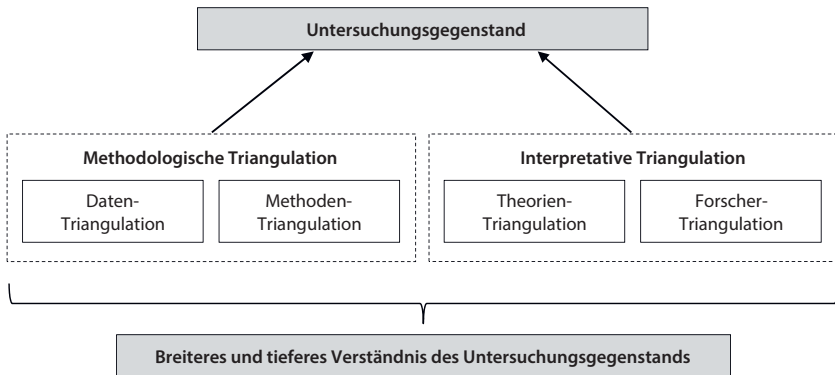 Untersuchungsgegenstand
Methodologische Triangulation
Daten-
Triangulation
Methoden-
Triangulation
Interpretative Triangulation
Theorien-
Triangulation
Forscher-
Triangulation
Breiteres und tieferes Verständnis des Untersuchungsgegenstands